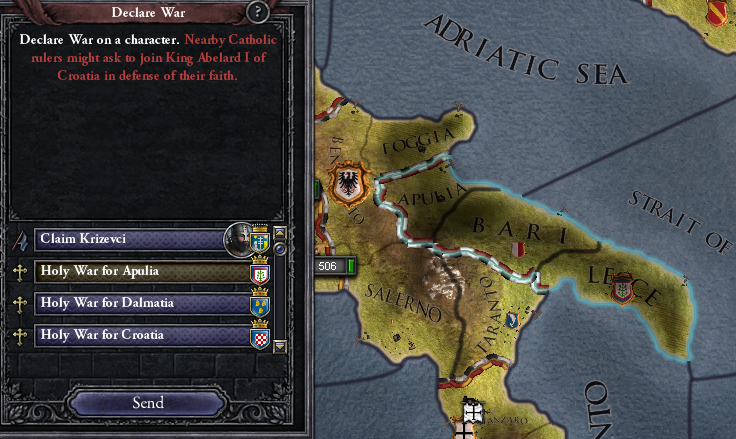 Declare War
?
Declare War on a character. Nearby Catholic
rulers might ask to join King Abelard I of
Croatia in defense of their faith.
Claim Krizevci
Holy War for Apulia
Holy War for Dalmatia
Holy War for Croatia
Send
ADRIATIC SEA
FOGGIA
APULIA
BARI
STRAIT OF
LECCE
506
SALERNO
TARANTO